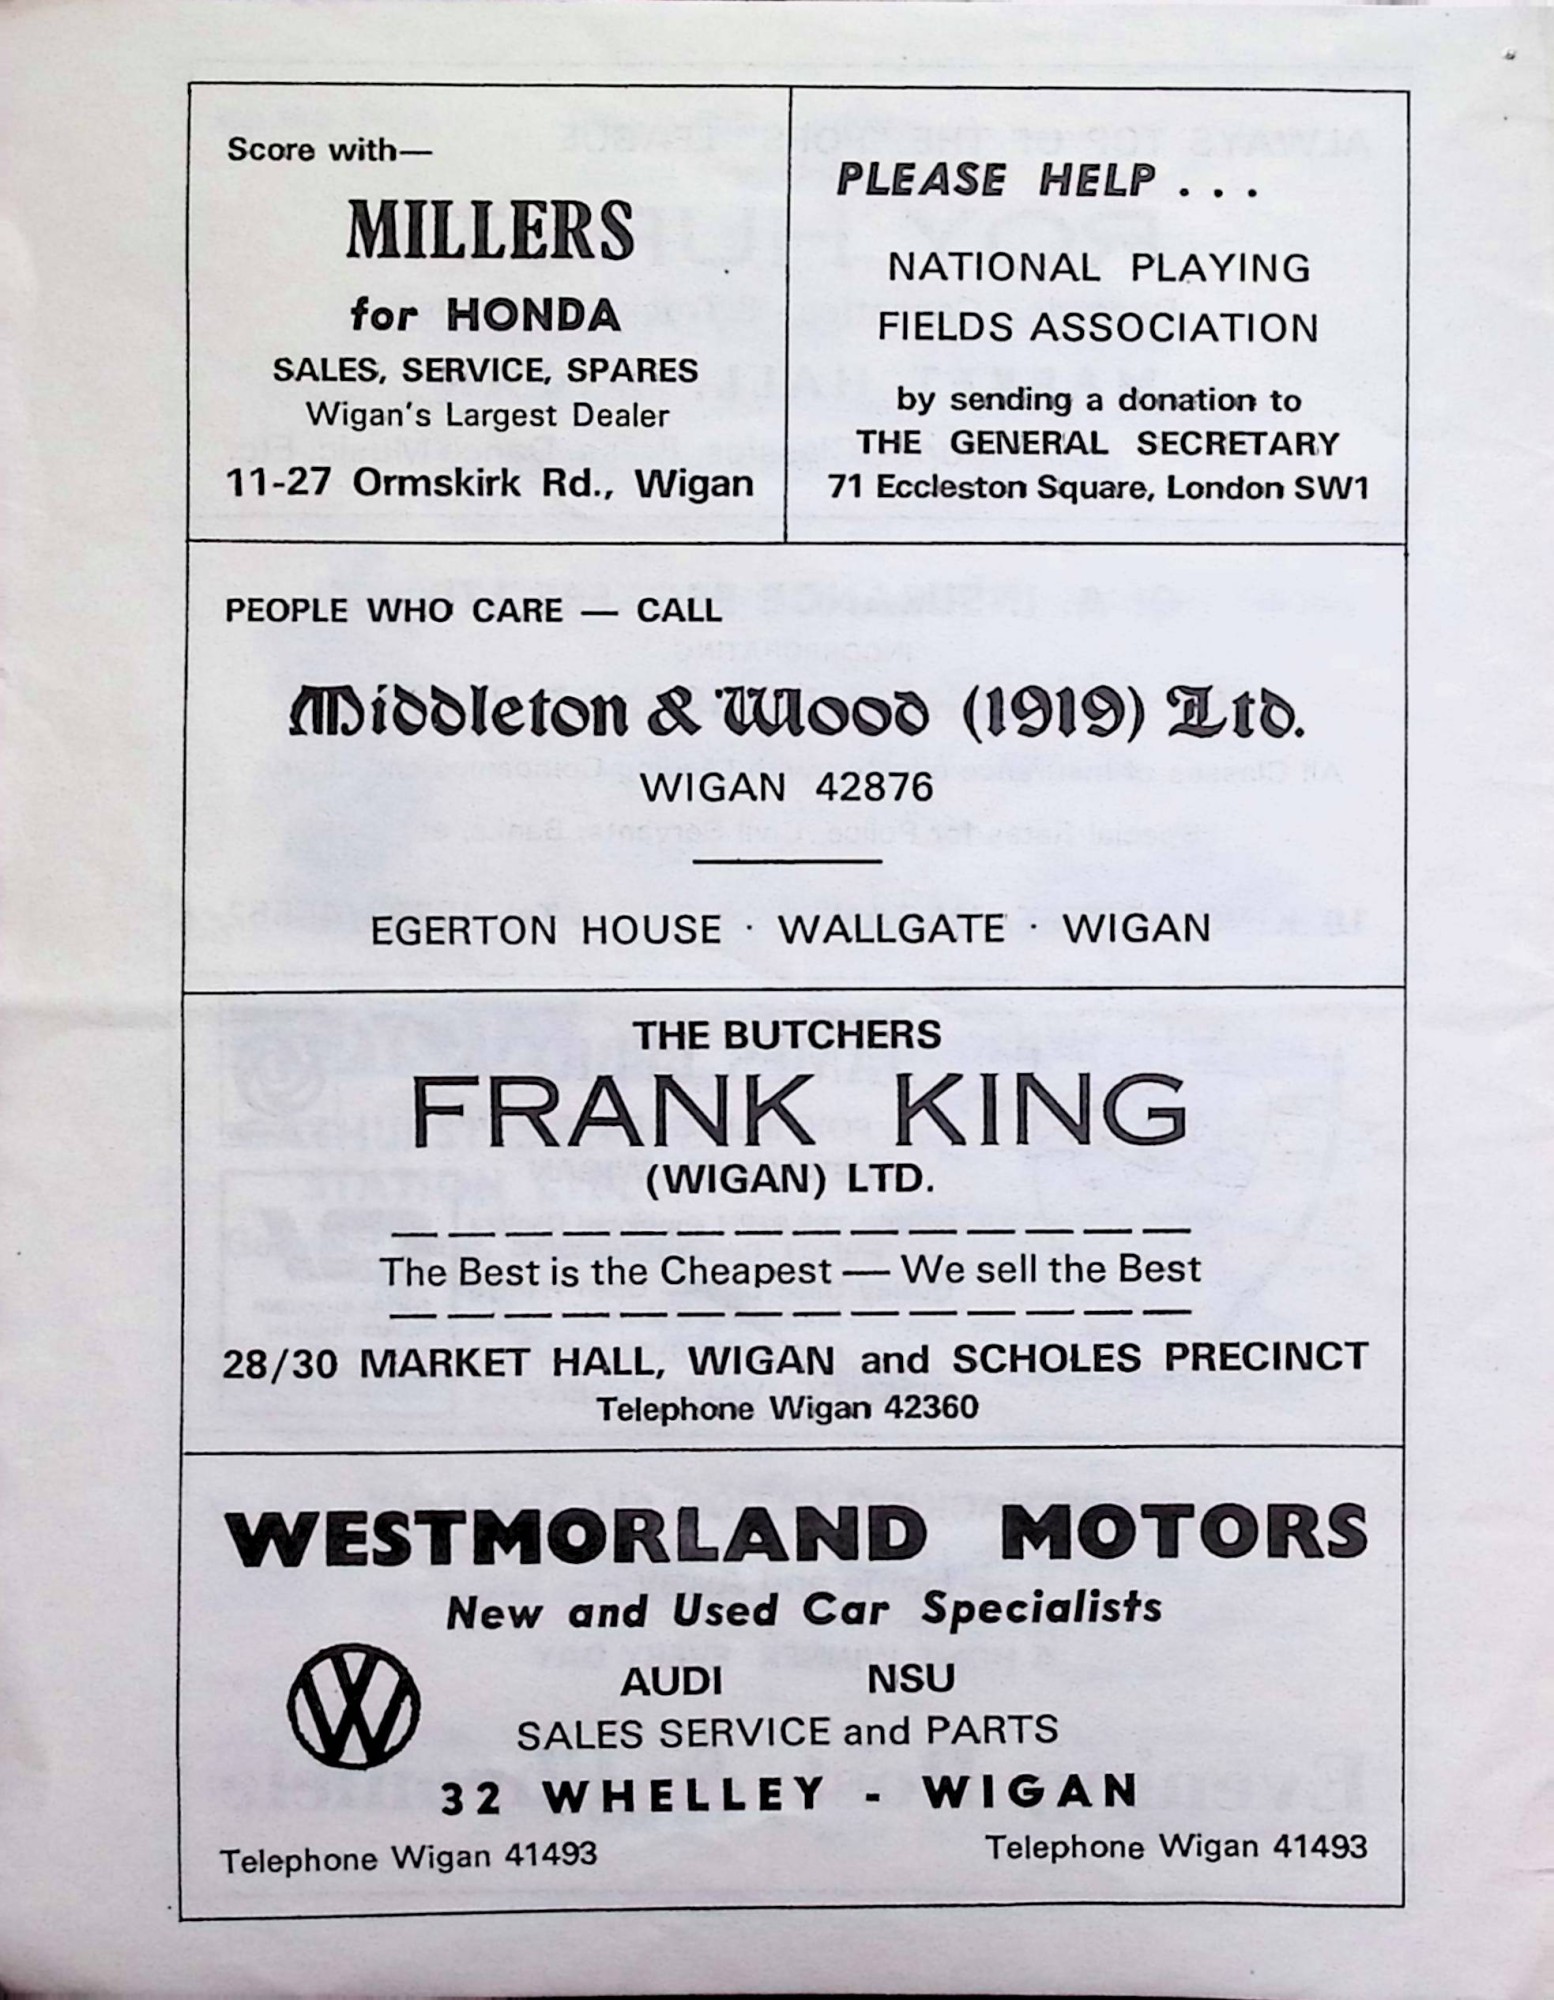 Score with—
MILLERS
for HONDA
SALES, SERVICE, SPARES
Wigan's Largest Dealer
11-27 Ormskirk Rd., Wigan
PLEASE HELP . . .
NATIONAL PLAYING
FIELDS ASSOCIATION
by sending a donation to
THE GENERAL SECRETARY
71 Eccleston Square, London SW1
PEOPLE WHO CARE — CALL
Middleton & Wood (1919) Ltd.
WIGAN 42876
EGERTON HOUSE · WALLGATE · WIGAN
THE BUTCHERS
FRANK KING
(WIGAN) LTD.
The Best is the Cheapest — We sell the Best
28/30 MARKET HALL, WIGAN and SCHOLES PRECINCT
Telephone Wigan 42360
WESTMORLAND MOTORS
New and Used Car Specialists
VW
AUDI NSU
SALES SERVICE and PARTS
32 WHELLEY - WIGAN
Telephone Wigan 41493 Telephone Wigan 41493